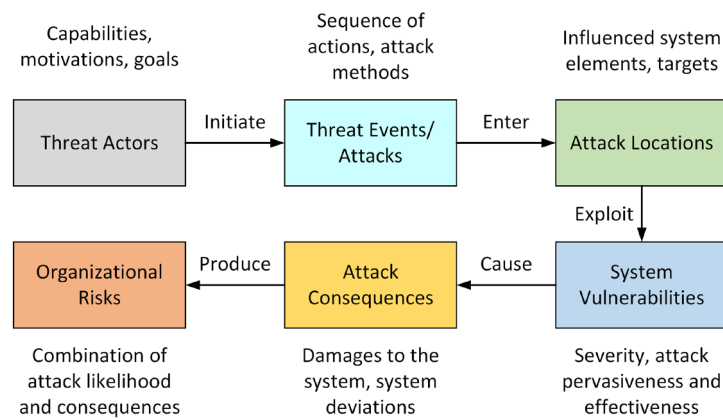 Capabilities,
motivations, goals
Sequence of
actions, attack
methods
Influenced system
elements, targets
Threat Actors
Initiate
Threat Events/
Attacks
Enter
Attack Locations
Exploit
Organizational
Risks
Produce
Attack
Consequences
Cause
System
Vulnerabilities
Combination of
attack likelihood
and consequences
Damages to the
system, system
deviations
Severity, attack
pervasiveness and
effectiveness